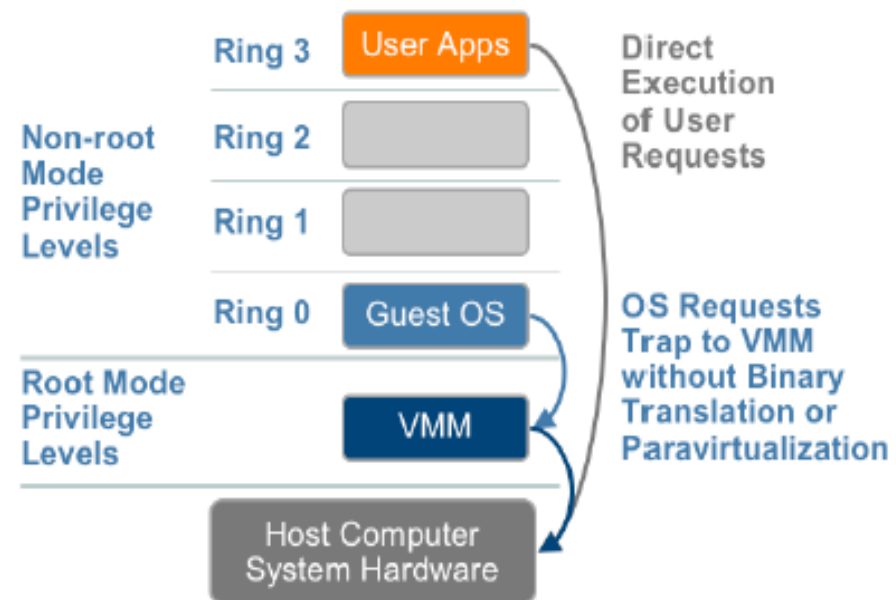 Ring 3
User Apps
Direct
Execution
of User
Requests
Non-root
Mode
Privilege
Levels
Ring 2
Ring 1
Ring 0
Guest OS
OS Requests
Trap to VMM
without Binary
Translation or
Paravirtualization
Root Mode
Privilege
Levels
VMM
Host Computer
System Hardware